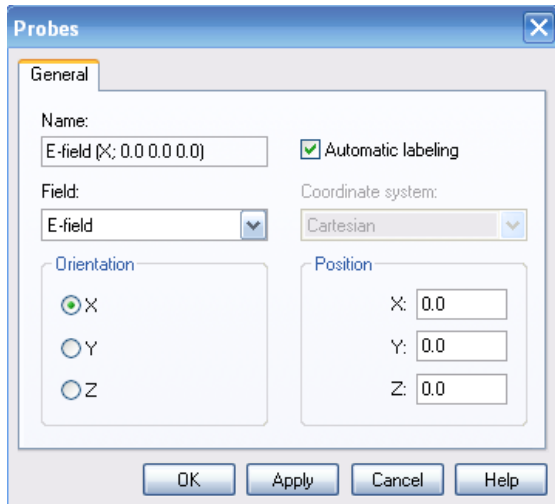 Probes
General
Name:
E-field (X; 0.0 0.0 0.0)
Automatic labeling
Field:
Coordinate system:
E-field
Cartesian
Orientation
Position
X
X: 0.0
Y
Y: 0.0
Z
Z: 0.0
OK Apply Cancel Help